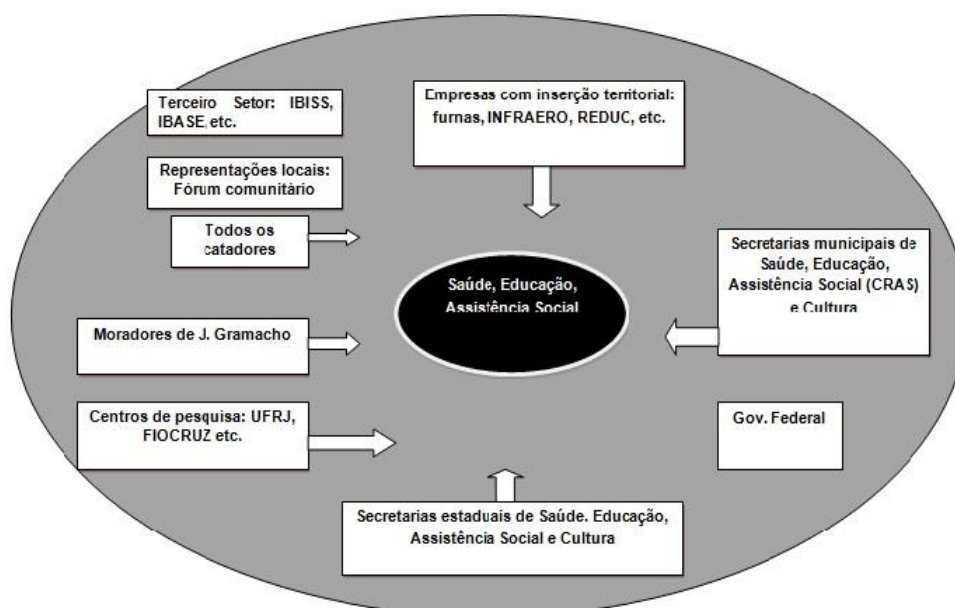 Terceiro Setor: IBISS,
IBASE, etc.
Empresas com inserção territorial:
furnas, INFRAERO, REDUC, etc.
Representações locais:
Fórum comunitário
Todos os
catadores
Secretarias municipais de
Saúde, Educação,
Assistência Social (CRAS)
e Cultura
Saúde, Educação,
Assistência Social
Moradores de J. Gramacho
Centros de pesquisa: UFRJ,
FIOCRUZ etc.
Gov. Federal
Secretarias estaduais de Saúde. Educação,
Assistência Social e Cultura